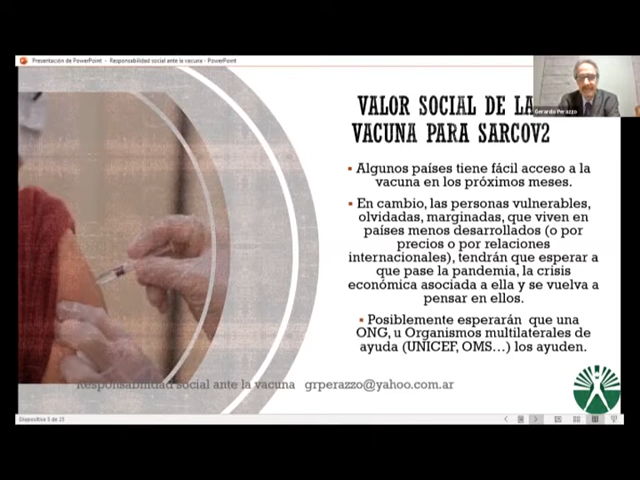 Presentación de PowerPoint - Responsabilidad social ante la vacuna - PowerPoint
Gerardo Perazzo
VALOR SOCIAL DE LA
VACUNA PARA SARCOV2
Algunos países tiene fácil acceso a la
vacuna en los próximos meses.
En cambio, las personas vulnerables,
olvidadas, marginadas, que viven en
países menos desarrollados (o por
precios o por relaciones
internacionales), tendrán que esperar a
que pase la pandemia, la crisis
económica asociada a ella y se vuelva a
pensar en ellos.
Posiblemente esperarán que una
ONG, u Organismos multilaterales de
ayuda (UNICEF, OMS...) los ayuden.
Responsabilidad social ante la vacuna grperazzo@yahoo.com.ar
Diapositiva 5 de 23